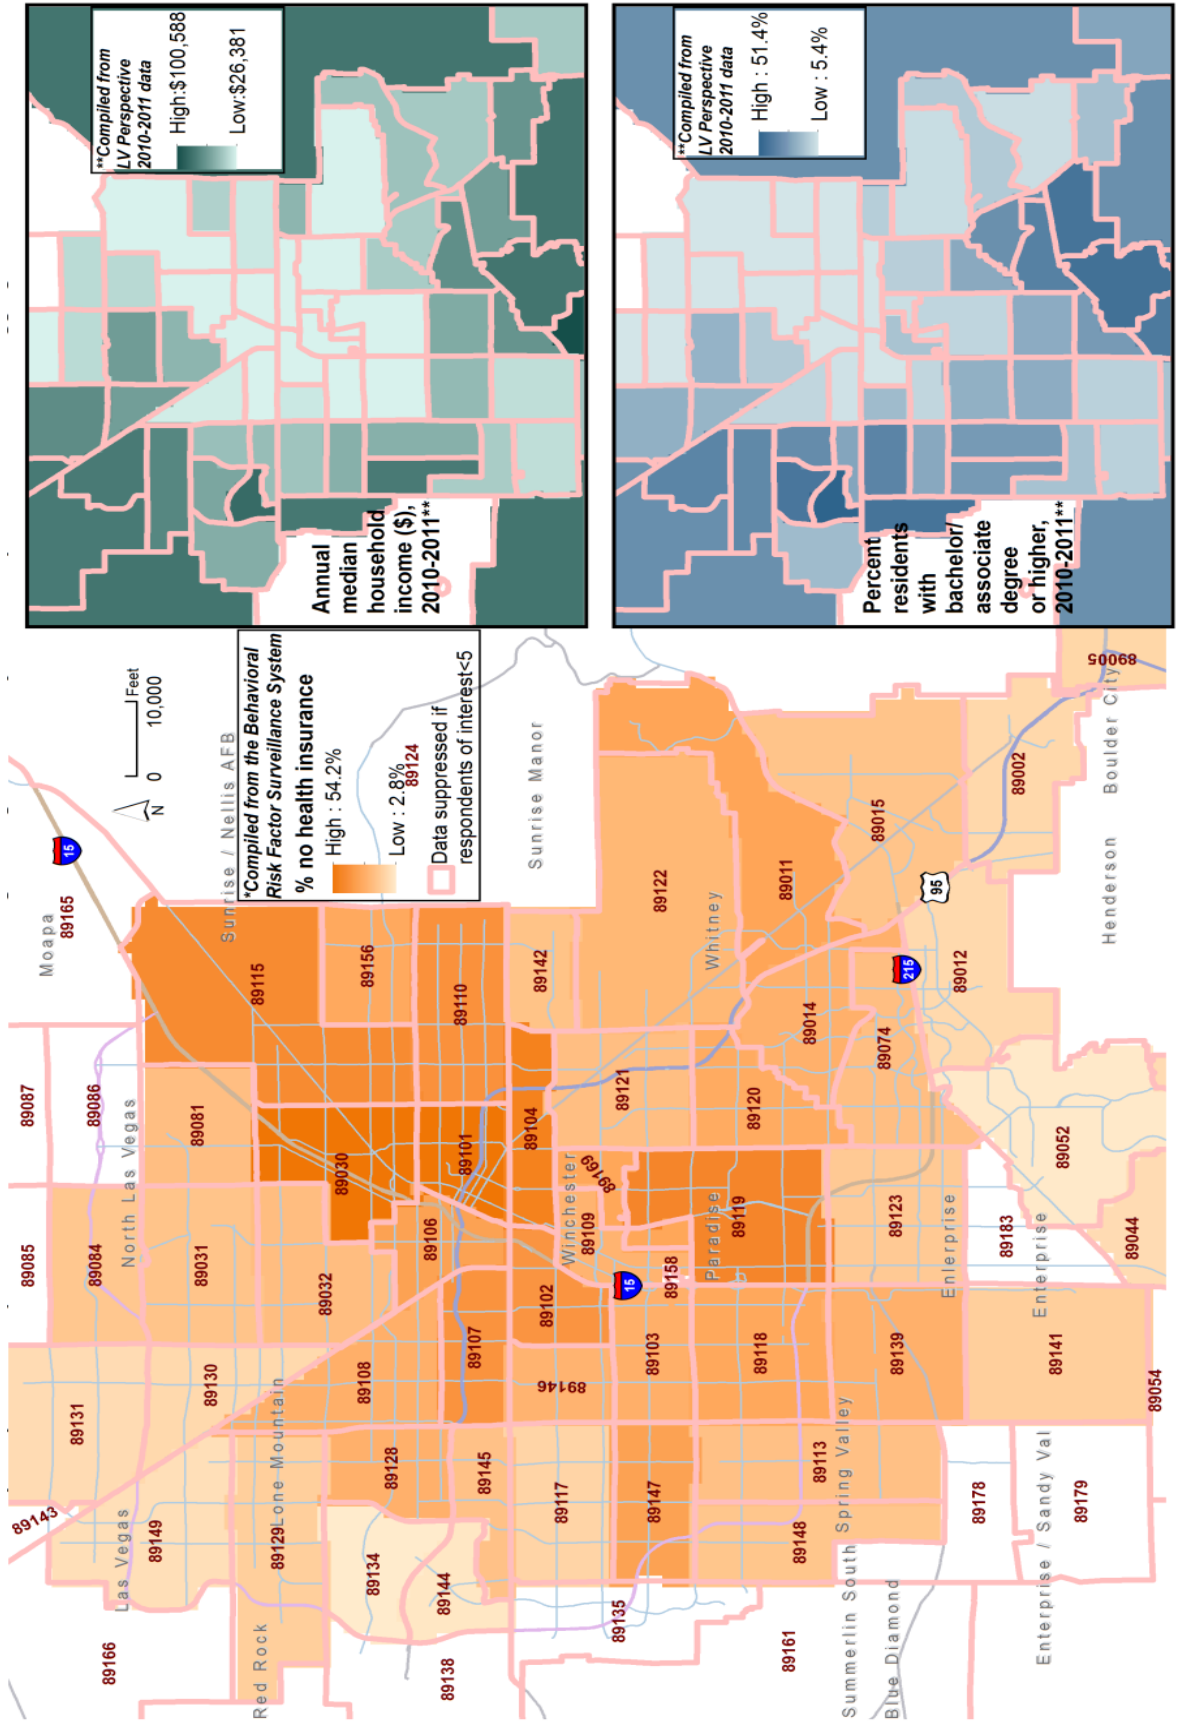 Moapa
89165
15
89087
89086
89085
89084
North Las Vegas
89081
89031
89115
Sunrise / Nellis AFB
89156
89110
89030
89101
89106
89032
89131
89130
89143
Las Vegas
89149
Lone Mountain
89129
89108
89107
89128
89145
89134
89144
89166
Red Rock
89138
0 10,000
Feet
N
*Compiled from the Behavioral
Risk Factor Surveillance System
% no health insurance
High : 54.2%
Low : 2.8%
Data suppressed if
respondents of interest<5
89124
Sunrise Manor
89142
89104
89122
89121
Winchester
89169
89109
89102
89146
89103
89158
15
89117
89147
89135
Whitney
89011
89014
89120
Paradise
89119
89118
89113
89148
89161
Spring Valley
Summerlin South
Blue Diamond
89015
95
215
89012
89074
89123
Enlerprise
89139
89002
89005
Boulder City
Henderson
89052
89183
Enterprise
89044
89141
89054
89178
89179
Enterprise / Sandy Val
**Compiled from
LV Perspective
2010-2011 data
High:$100,588
Low:$26,381
Annual
median
household
income ($),
2010-2011**
**Compiled from
LV Perspective
2010-2011 data
High : 51.4%
Low : 5.4%
Percent
residents
with
bachelor/
associate
degree
or higher,
2010-2011**